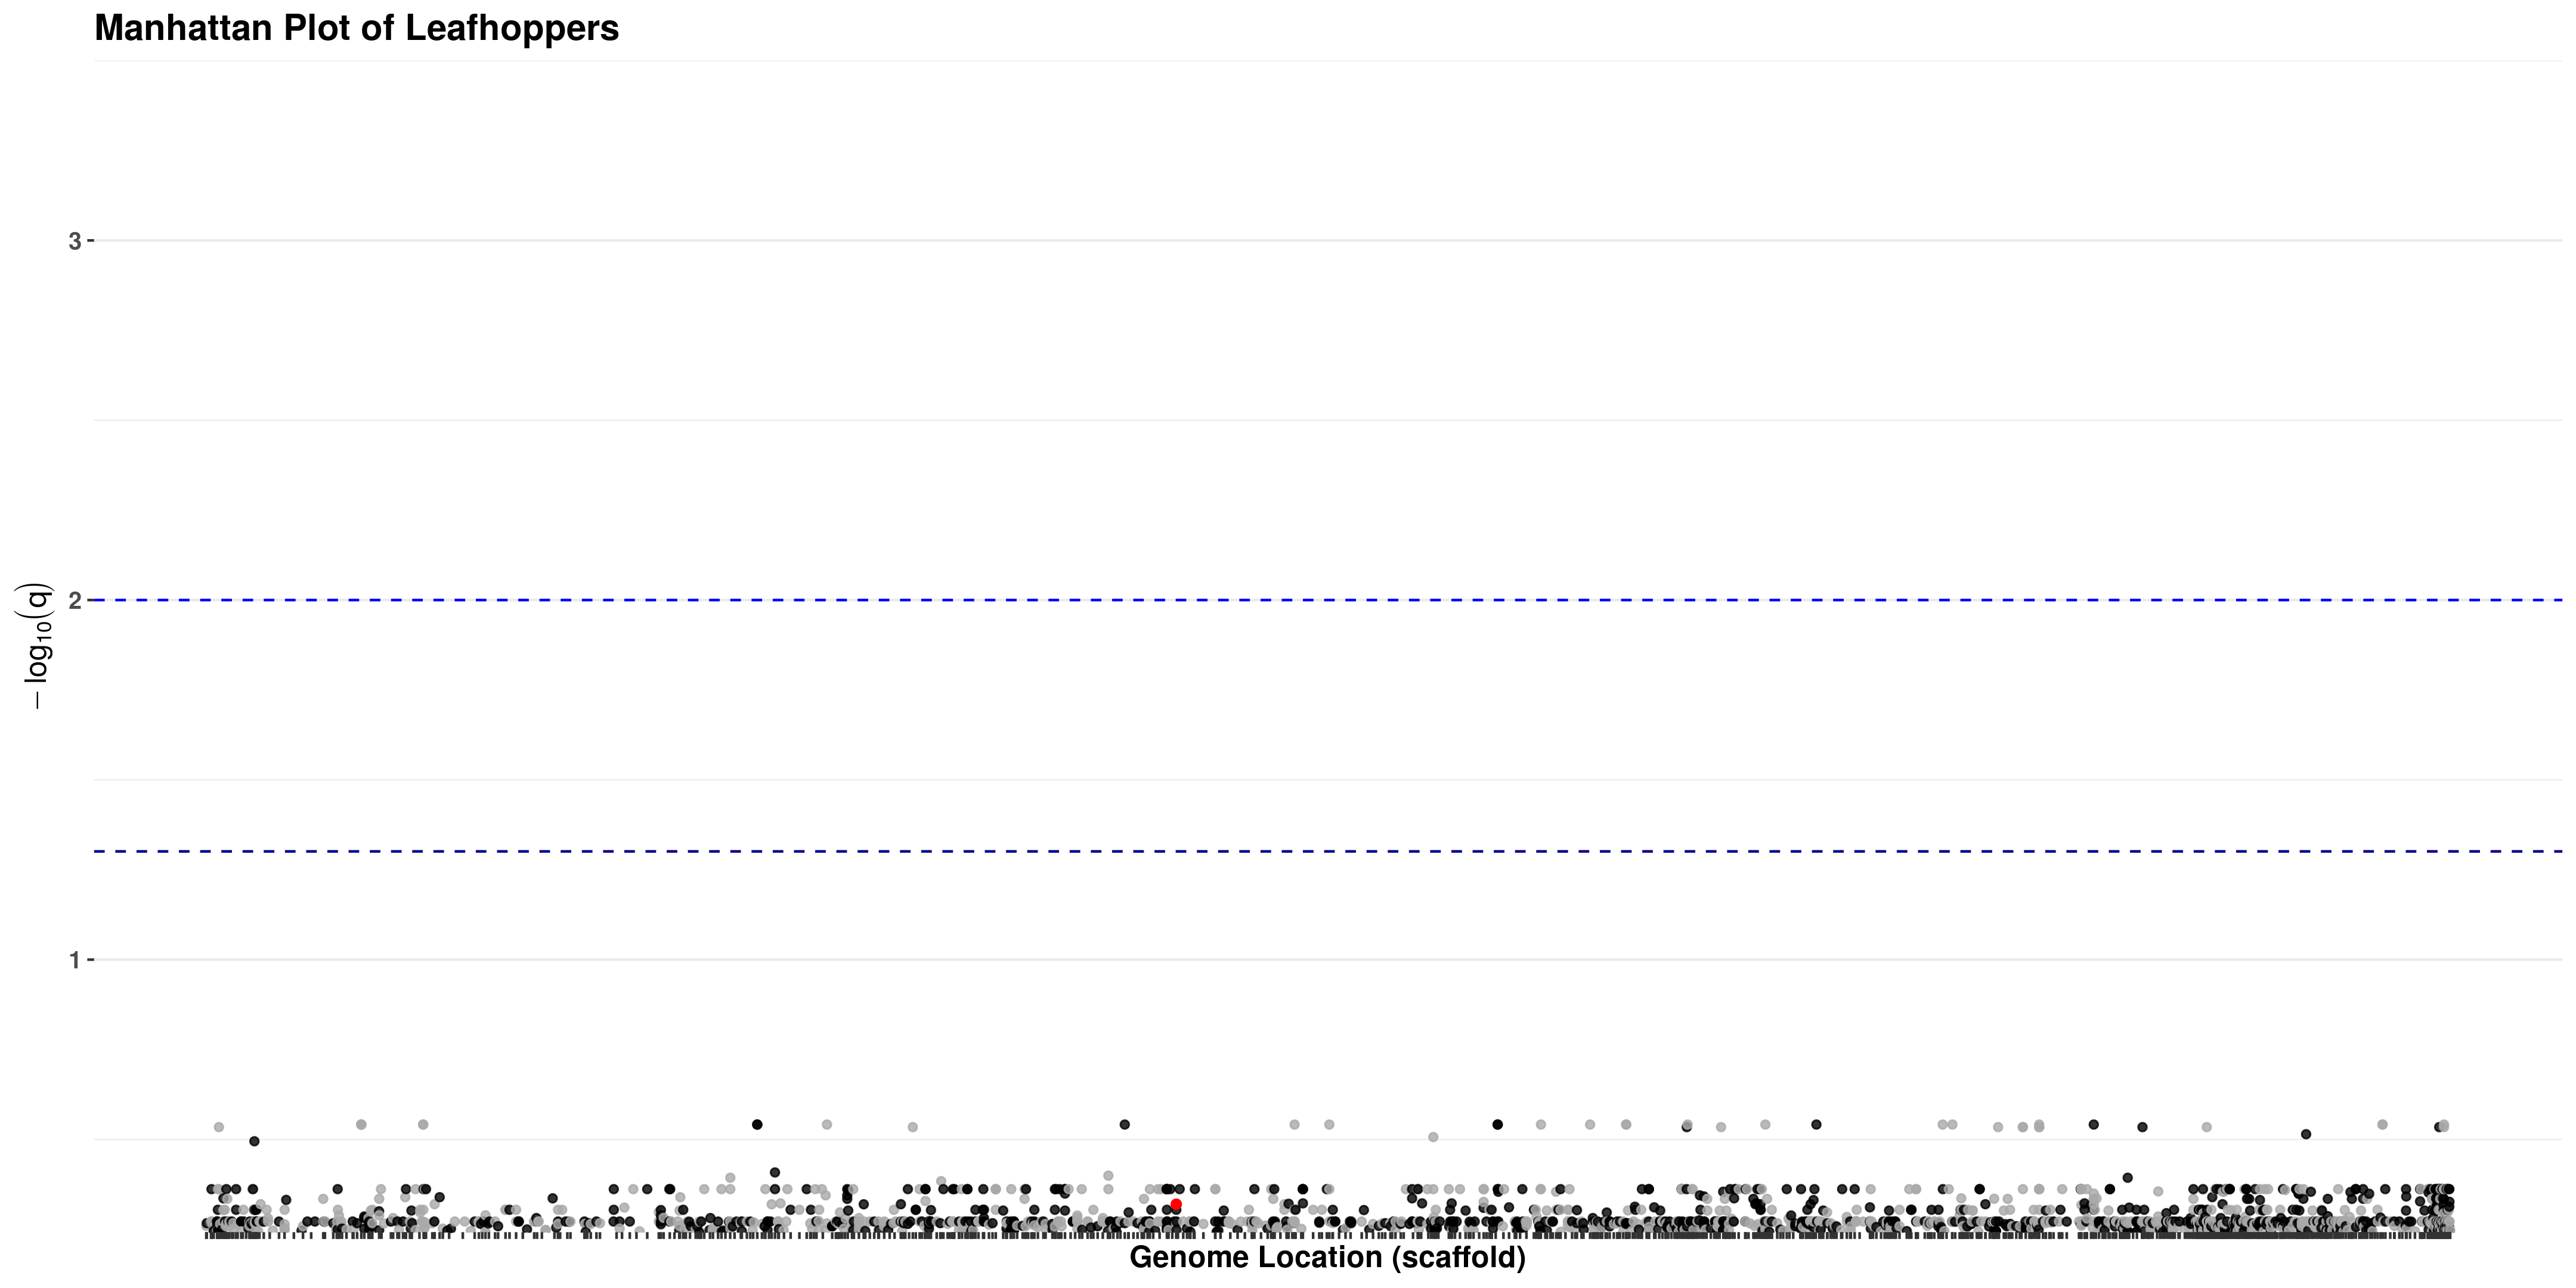 Manhattan Plot of Leafhoppers
3
2
1
−log10(q)
Genome Location (scaffold)